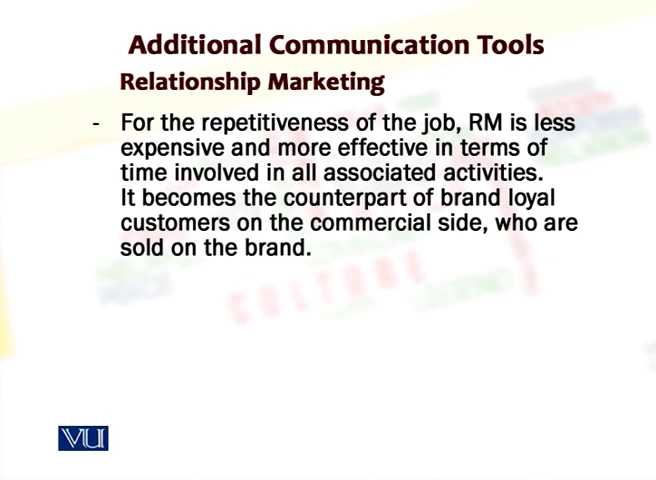 Additional Communication Tools
Relationship Marketing
- For the repetitiveness of the job, RM is less
expensive and more effective in terms of
time involved in all associated activities.
It becomes the counterpart of brand loyal
customers on the commercial side, who are
sold on the brand.
CULTURE
LEGEND
VU